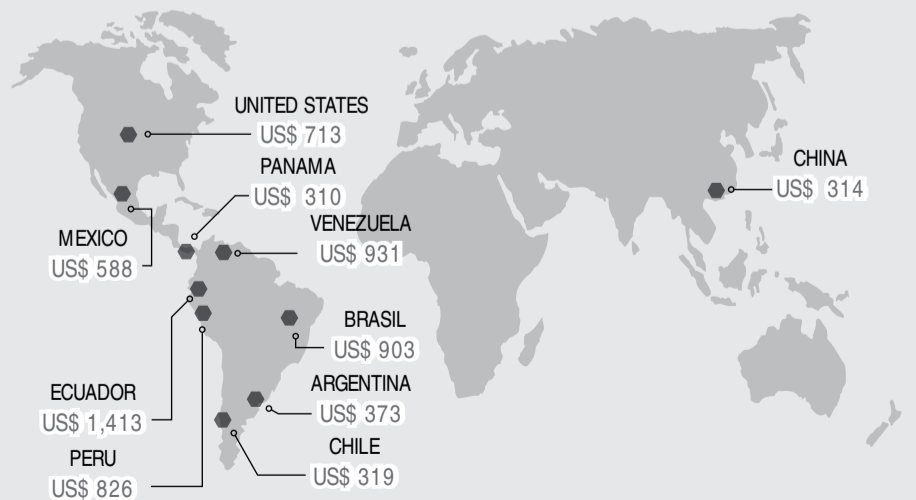 UNITED STATES
US$ 713
PANAMA
US$ 310
CHINA
US$ 314
VENEZUELA
US$ 931
MEXICO
US$ 588
BRASIL
US$ 903
ECUADOR
US$ 1,413
ARGENTINA
US$ 373
PERU
US$ 826
CHILE
US$ 319